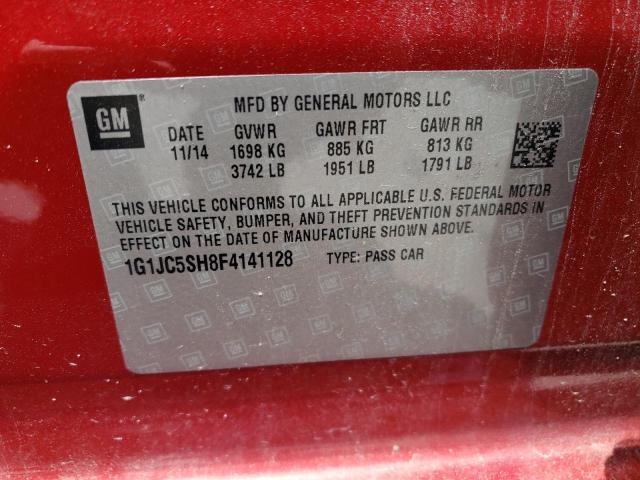 GM
MFD BY GENERAL MOTORS LLC
DATE GVWR GAWR FRT GAWR RR
11/14 1698 KG 885 KG 813 KG
3742 LB 1951 LB 1791 LB
THIS VEHICLE CONFORMS TO ALL APPLICABLE U.S. FEDERAL MOTOR
VEHICLE SAFETY, BUMPER, AND THEFT PREVENTION STANDARDS IN
EFFECT ON THE DATE OF MANUFACTURE SHOWN ABOVE.
1G1JC5SH8F4141128 TYPE: PASS CAR